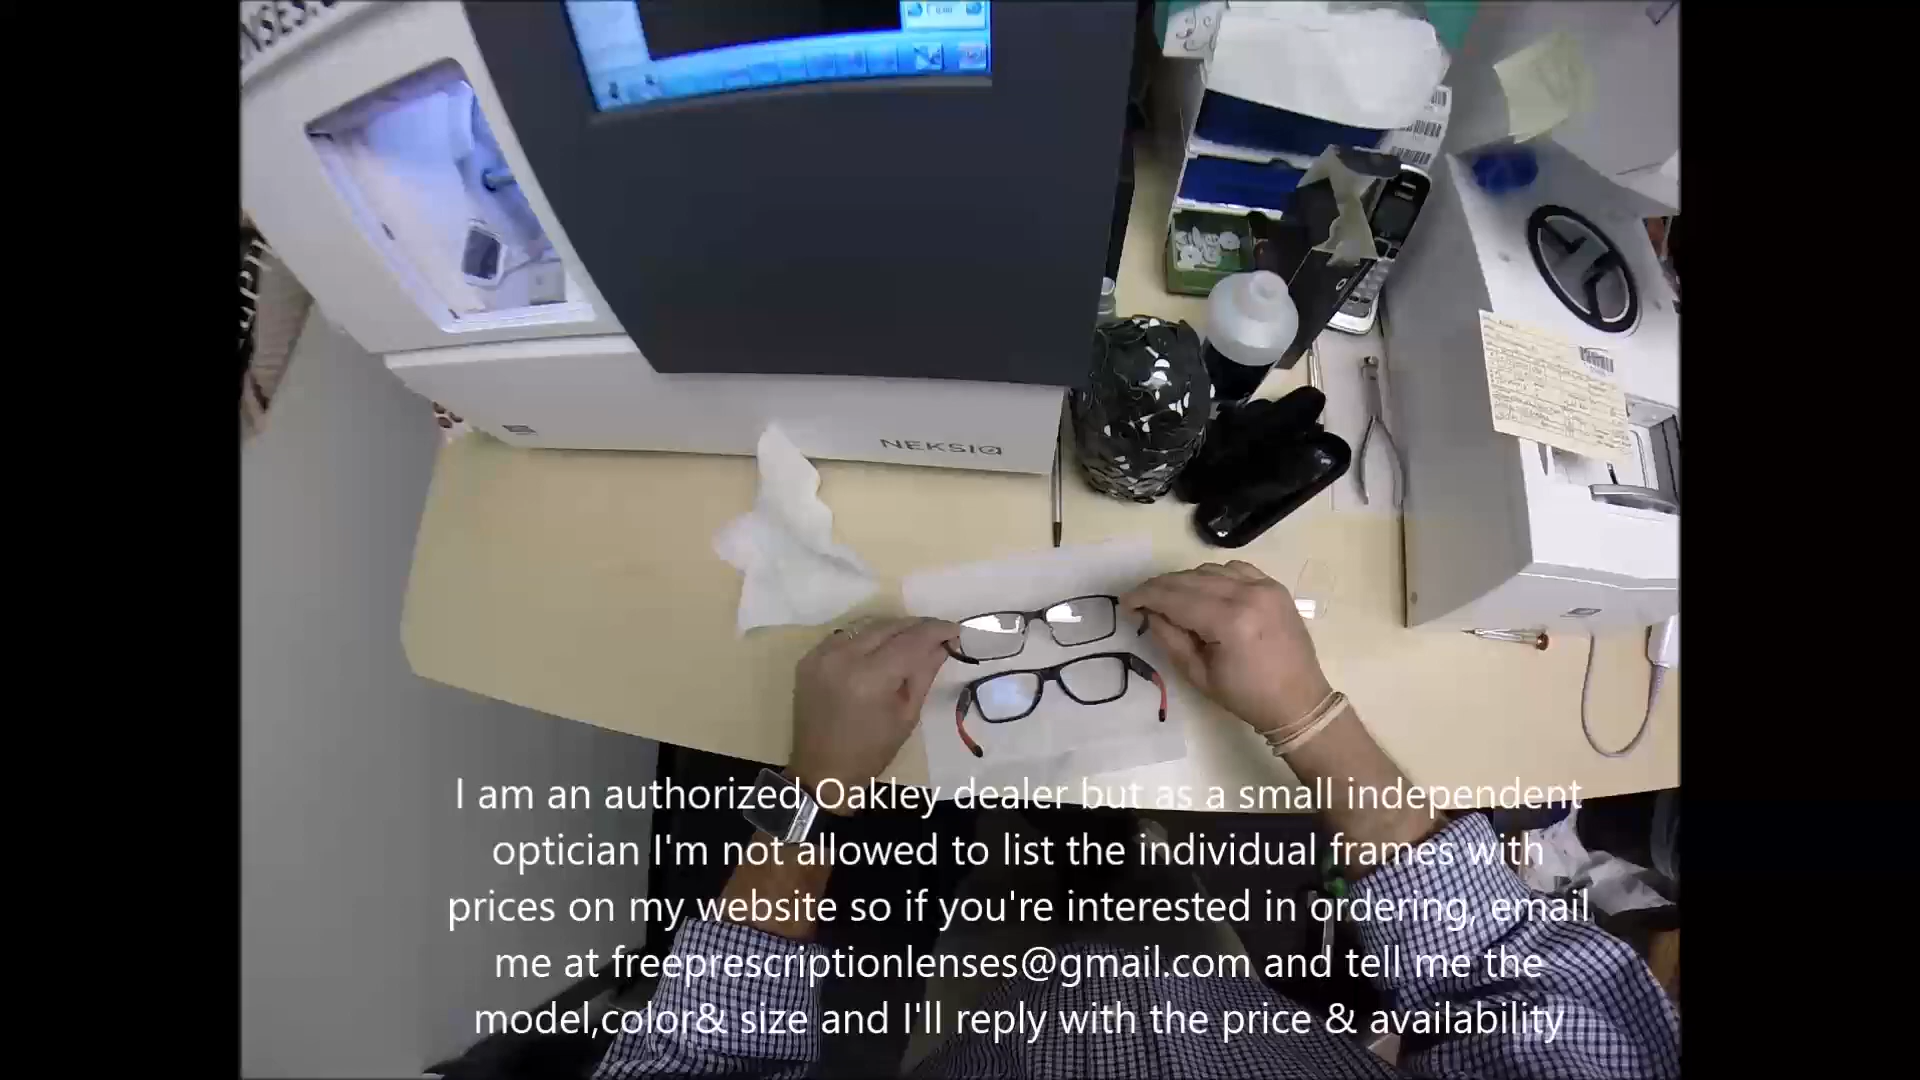 NSES.
NEKSIA
I am an authorized Oakley dealer but as a small independent
optician I'm not allowed to list the individual frames with
prices on my website so if you're interested in ordering, email
me at freeprescriptionlenses@gmail.com and tell me the
model,color& size and I'll reply with the price & availability